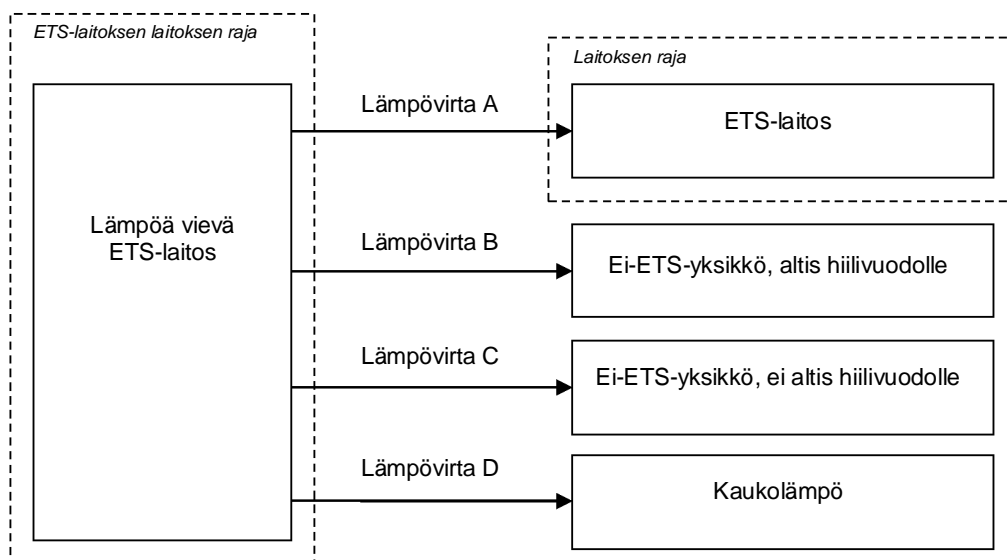 ETS-laitoksen laitoksen raja
Laitoksen raja
Lämpöä vievä
ETS-laitos
Lämpövirta A
ETS-laitos
Lämpövirta B
Ei-ETS-yksikkö, altis hiilivuodolle
Lämpövirta C
Ei-ETS-yksikkö, ei altis hiilivuodolle
Lämpövirta D
Kaukolämpö